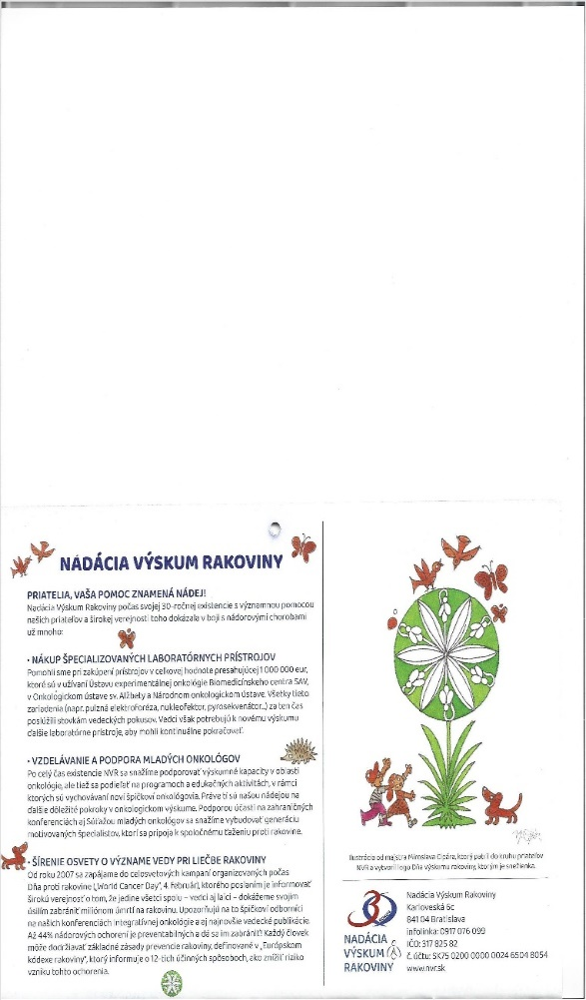 NADÁCIA VÝSKUM RAKOVINY
PRIATELIA, VAŠA POMOC ZNAMENÁ NÁDEJ!
Nadácia Výskum Rakoviny počas svojej 30-ročnej existencie s významnou pomocou
našich priateľov a širokej verejnosti toho dokázala v boji s nádorovými chorobami
už mnoho:
• NÁKUP ŠPECIALIZOVANÝCH LABORATÓRNYCH PRÍSTROJOV
Pomohli sme pri zakúpení prístrojov v celkovej hodnote presahujúcej 1 000 000 eur,
ktoré sú v užívaní Ústavu experimentálnej onkológie Biomedicínskeho centra SAV,
v Onkologickom ústave sv. Alžbety a Národnom onkologickom ústave. Všetky tieto
zariadenia (napr. pulzná elektroforéza, nukleofektor, pyrosekvenátor...) za ten čas
poslúžili stovkám vedeckých pokusov. Vedci však potrebujú k novému výskumu
ďalšie laboratórne prístroje, aby mohli kontinuálne pokračovať.
• VZDELÁVANIE A PODPORA MLADÝCH ONKOLÓGOV
Po celý čas existencie NVR sa snažíme podporovať výskumné kapacity v oblasti
onkológie, ale tiež sa podieľať na programoch a edukačných aktivitách, v rámci
ktorých sú vychovávaní noví špičkoví onkológovia. Práve tí sú našou nádejou na
ďalšie dôležité pokroky v onkologickom výskume. Podporou účasti na zahraničných
konferenciách aj Súťažou mladých onkológov sa snažíme vybudovať generáciu
motivovaných špecialistov, ktorí sa pripoja k spoločnému ťaženiu proti rakovine.
• ŠÍRENIE OSVETY O VÝZNAME VEDY PRI LIEČBE RAKOVINY
Od roku 2007 sa zapájame do celosvetových kampaní organizovaných počas
Dňa proti rakovine („World Cancer Day“, 4. február), ktorého poslaním je informovať
širokú verejnosť o tom, že jedine všetci spolu – vedci aj laici – dokážeme svojím
úsilím zabrániť miliónom úmrtí na rakovinu. Upozorňujú na to špičkoví odborníci
na našich konferenciách Integratívnej onkológie a aj najnovšie vedecké publikácie.
Až 44% nádorových ochorení je preventabilných a dá sa im zabrániť! Každý človek
môže dodržiavať základné zásady prevencie rakoviny, definované v „Európskom
kódexe rakoviny“, ktorý informuje o 12-tich účinných spôsoboch, ako znížiť riziko
vzniku tohto ochorenia.
Ilustrácia od majstra Miroslava Cipára, ktorý patril do kruhu priateľov
NVR a vytvoril logo Dňa výskumu rakoviny, ktorým je snežienka.
30
NADÁCIA
VÝSKUM
RAKOVINY
Nadácia Výskum Rakoviny
Karloveská 6c
841 04 Bratislava
infolinka: 0917 076 099
IČO: 317 825 82
č. účtu: SK75 0200 0000 0024 6504 8054
www.nvr.sk